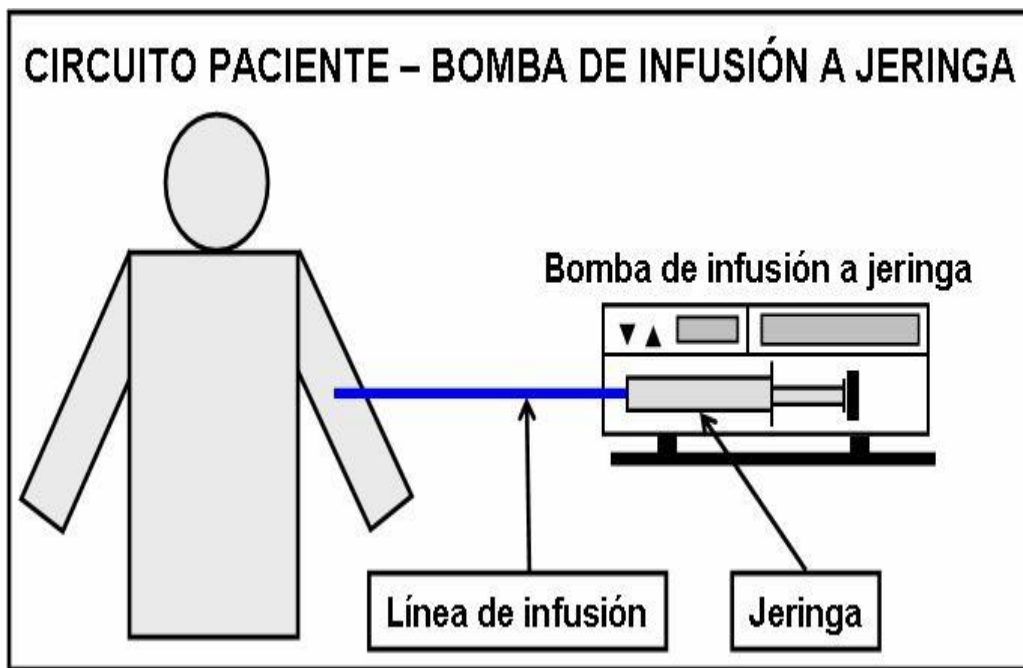 CIRCUITO PACIENTE – BOMBA DE INFUSIÓN A JERINGA
Bomba de infusión a jeringa
Línea de infusión
Jeringa